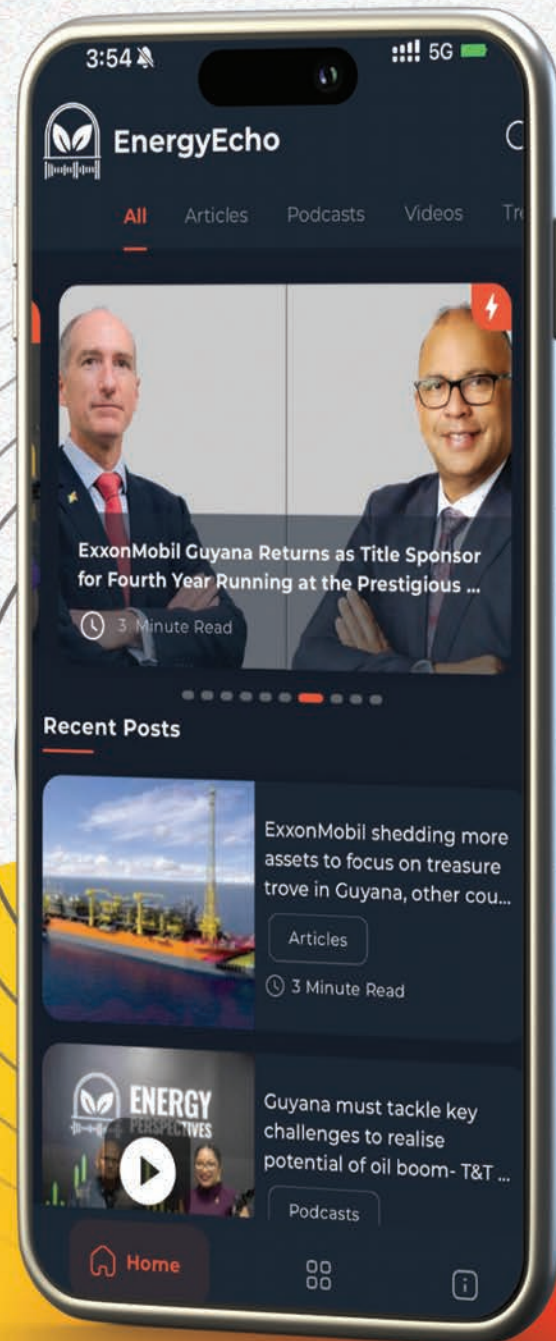 3:54
5G
EnergyEcho
All
Articles
Podcasts
Videos
ExxonMobil Guyana Returns as Title Sponsor
for Fourth Year Running at the Prestigious ...
3 Minute Read
Recent Posts
ExxonMobil shedding more
assets to focus on treasure
trove in Guyana, other cou...
Articles
3 Minute Read
ENERGY
PERSPECTIVES
Guyana must tackle key
challenges to realise
potential of oil boom- T&T ...
Podcasts
Home